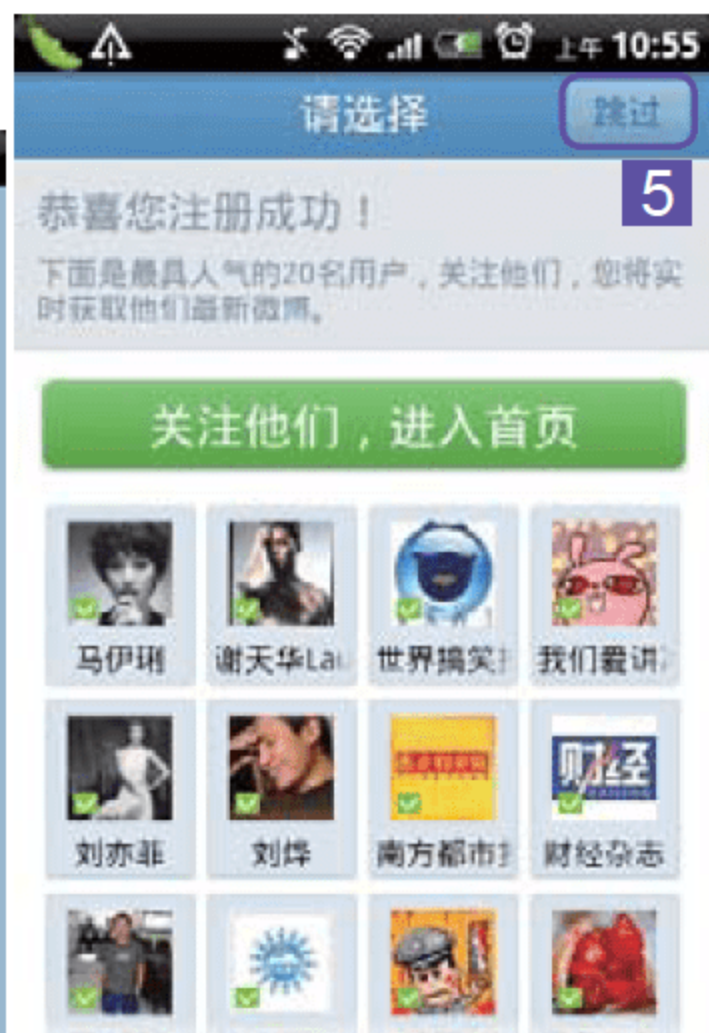 上午 10:55
请选择
跳过
5
恭喜您注册成功！
下面是最具人气的20名用户，关注他们，您将实
时获取他们最新微博。
关注他们，进入首页
马伊琍
谢天华Lau
世界搞笑
我们爱讲
刘亦菲
刘烨
南方都市
财经
财经杂志